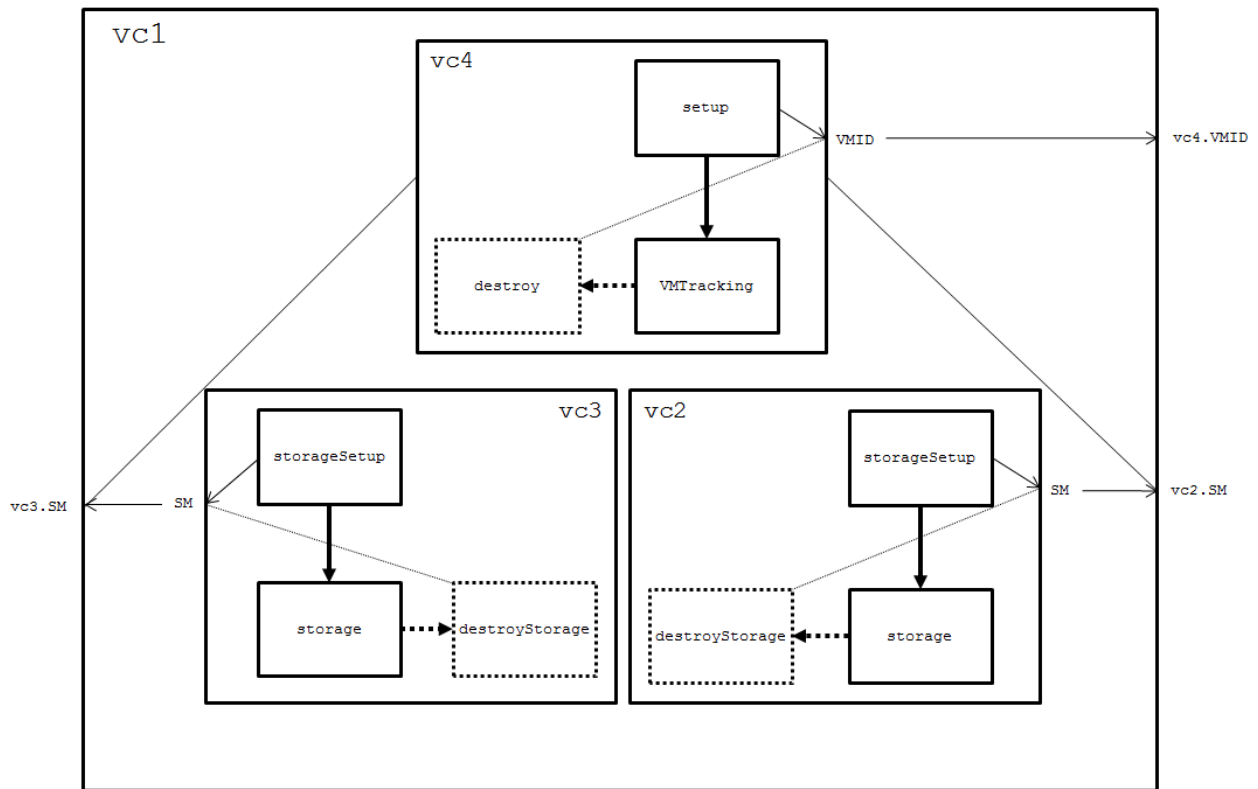 vc1
vc4
setup
VMID
vc4.VMID
destroy
VMTracking
vc3
vc2
storageSetup
storageSetup
vc3.SM
SM
SM
vc2.SM
storage
destroyStorage
destroyStorage
storage